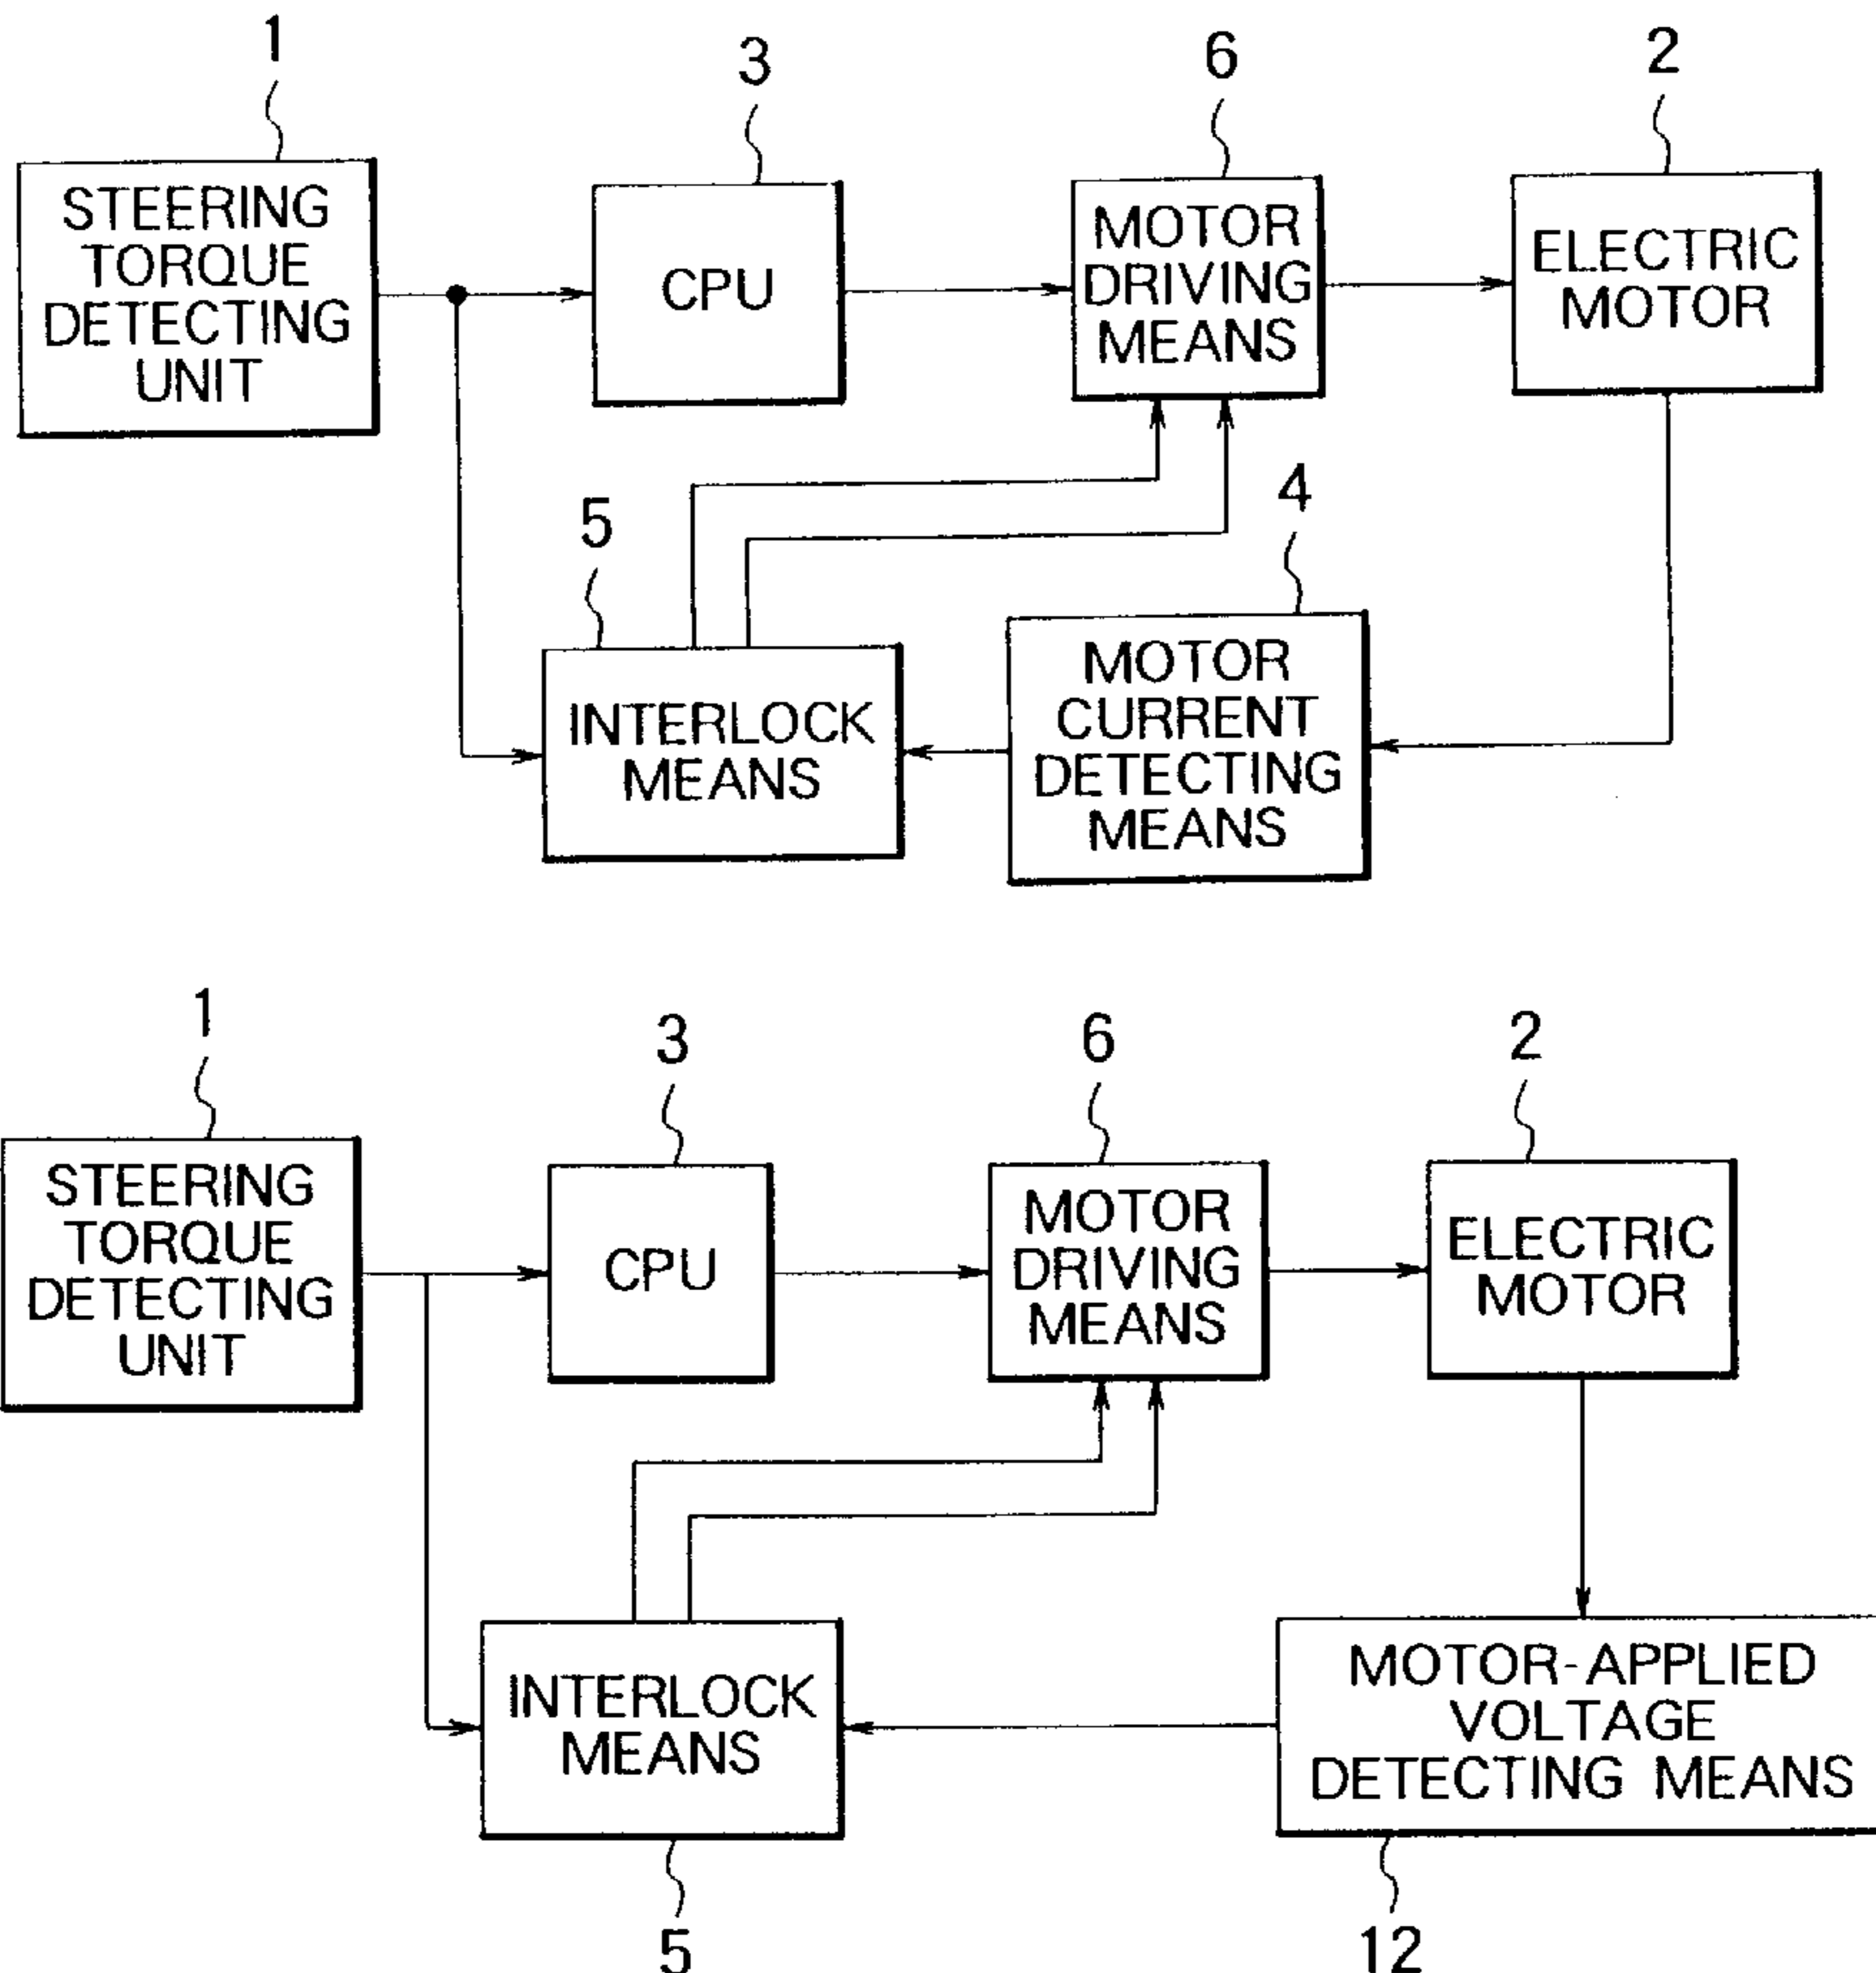 1
3
6
2
STEERING
TORQUE
DETECTING
UNIT
CPU
MOTOR
DRIVING
MEANS
ELECTRIC
MOTOR
5
4
INTERLOCK
MEANS
MOTOR
CURRENT
DETECTING
MEANS
1
3
6
2
STEERING
TORQUE
DETECTING
UNIT
CPU
MOTOR
DRIVING
MEANS
ELECTRIC
MOTOR
INTERLOCK
MEANS
MOTOR-APPLIED
VOLTAGE
DETECTING MEANS
5
12